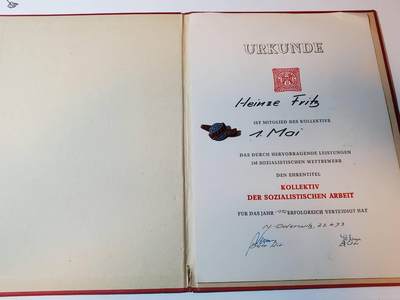 URKUNDE
Heinze Fritz
IST MITGLIED DES KOLLEKTIVS
1. Mai
DAS DURCH HERVORRAGENDE LEISTUNGEN
IM SOZIALISTISCHEN WETTBEWERB
DEN EHRENTITEL
KOLLEKTIV
DER SOZIALISTISCHEN ARBEIT
FÜR DAS JAHR ERFOLGREICH VERTEIDIGT HAT